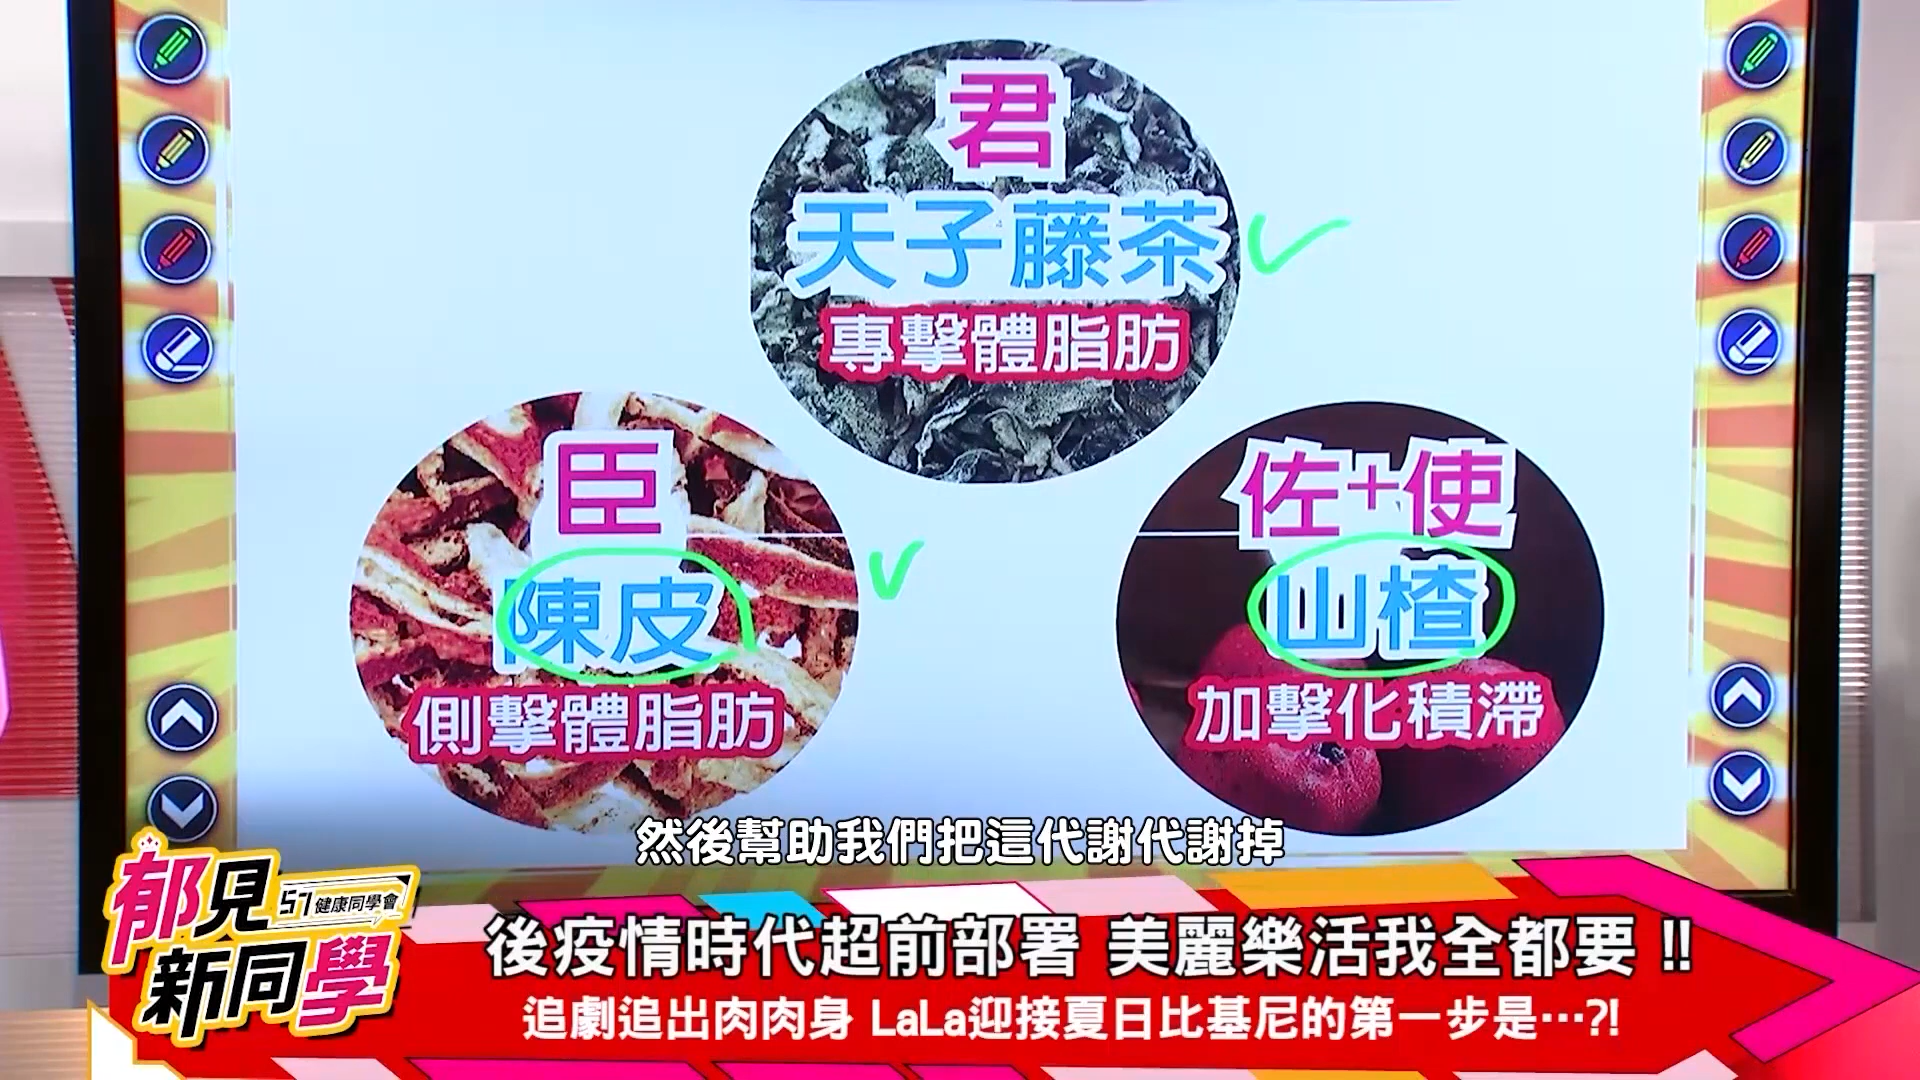 君
天子藤茶
專擊體脂肪
臣
陳皮
側擊體脂肪
佐+使
山楂
加擊化積滯
然後幫助我們把這代謝代謝掉
郁見
57健康同學會
新同學
後疫情時代超前部署 美麗樂活我全都要 !!
追劇追出肉肉身 LaLa迎接夏日比基尼的第一步是…?!